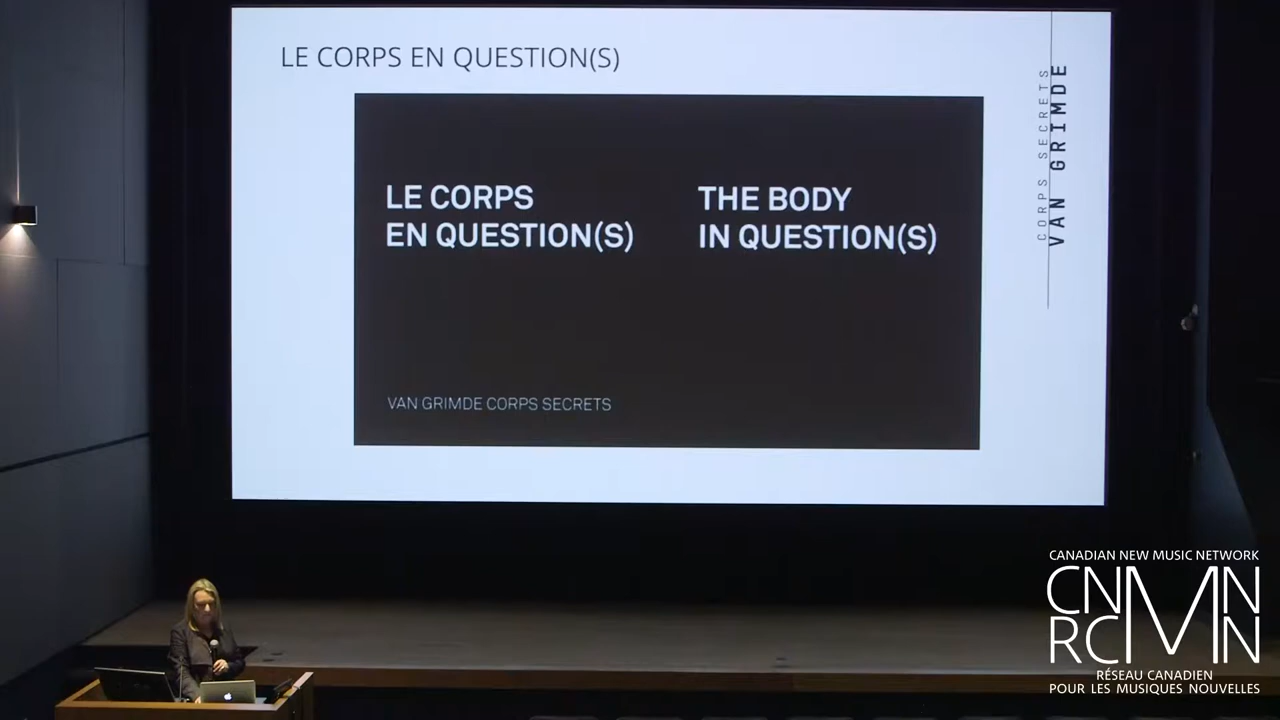 LE CORPS EN QUESTION(S)
LE CORPS
EN QUESTION(S)
THE BODY
IN QUESTION(S)
VAN GRIMDE CORPS SECRETS
CORPS SECRETS
VAN GRIMDE
CANADIAN NEW MUSIC NETWORK
CNMN
RCMN
RÉSEAU CANADIEN
POUR LES MUSIQUES NOUVELLES